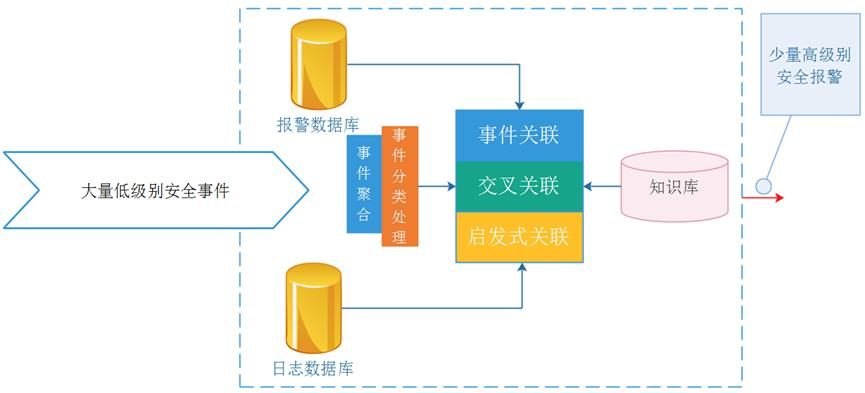 报警数据库
少量高级别
安全报警
大量低级别安全事件
事件聚合
事件分类处理
事件关联
交叉关联
启发式关联
知识库
日志数据库